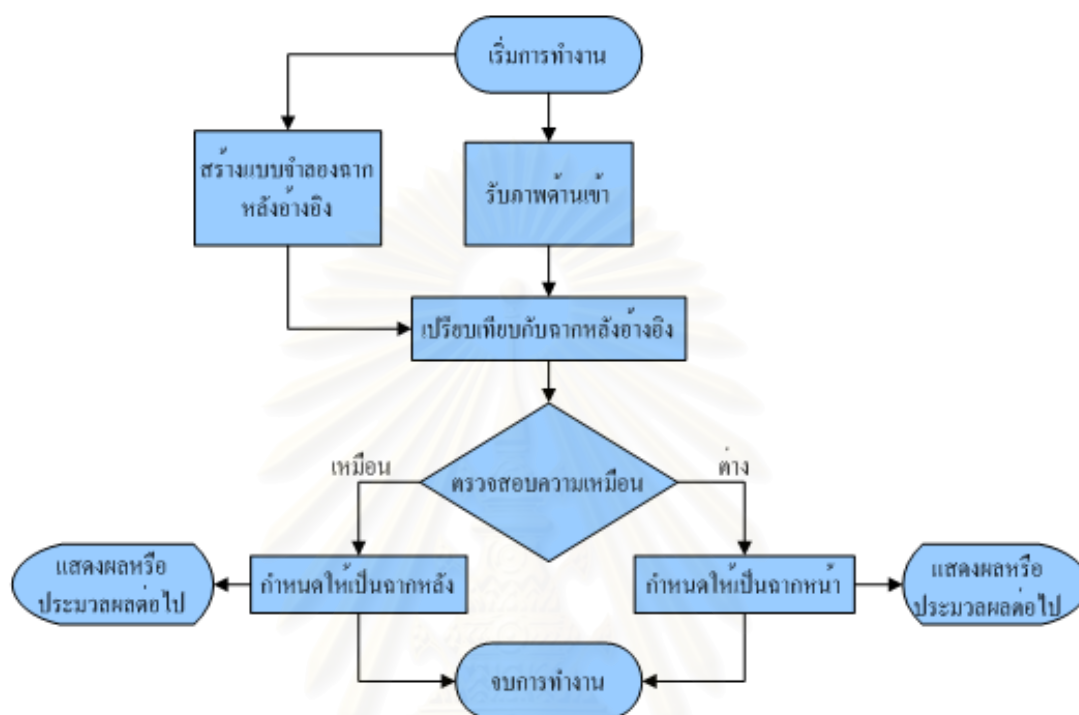 เริ่มการทำงาน
สร้างแบบจำลองฉาก
หลังอ้างอิง
รับภาพด้านเข้า
เปรียบเทียบกับฉากหลังอ้างอิง
เหมือน
ต่าง
ตรวจสอบความเหมือน
แสดงผลหรือ
ประมวลผลต่อไป
กำหนดให้เป็นฉากหลัง
กำหนดให้เป็นฉากหน้า
แสดงผลหรือ
ประมวลผลต่อไป
จบการทำงาน